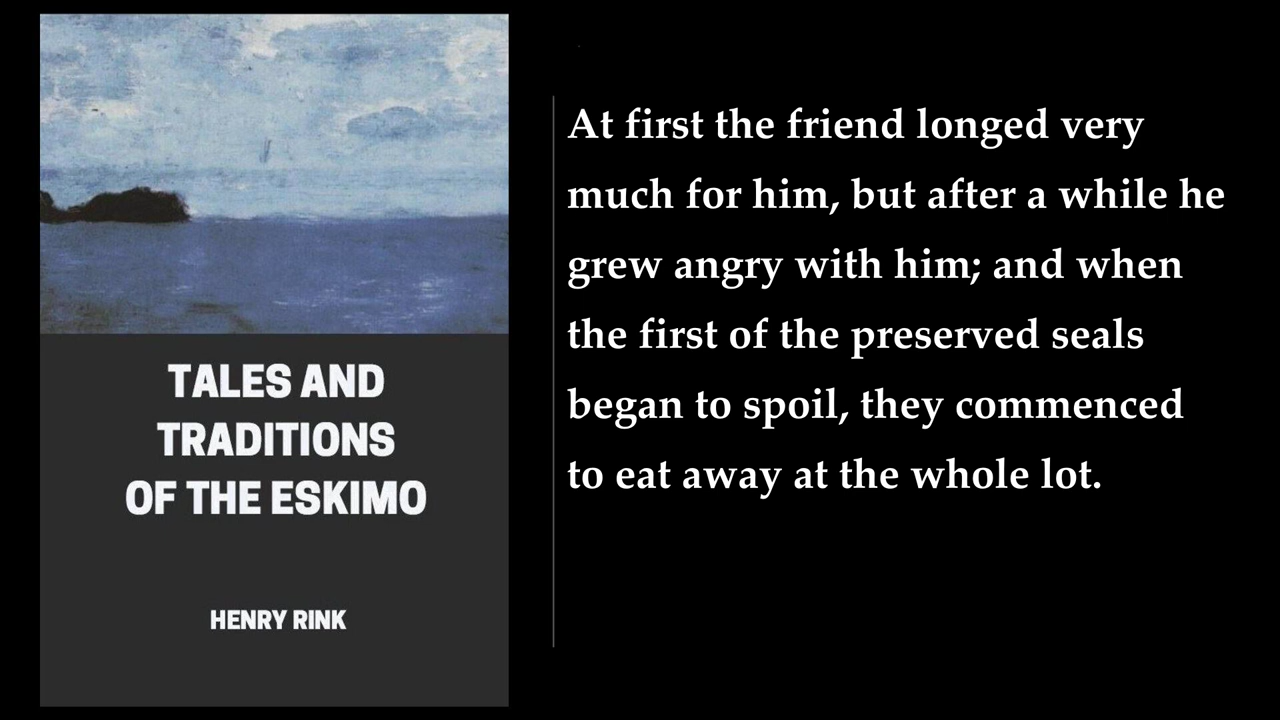 TALES AND
TRADITIONS
OF THE ESKIMO
HENRY RINK
At first the friend longed very
much for him, but after a while he
grew angry with him; and when
the first of the preserved seals
began to spoil, they commenced
to eat away at the whole lot.